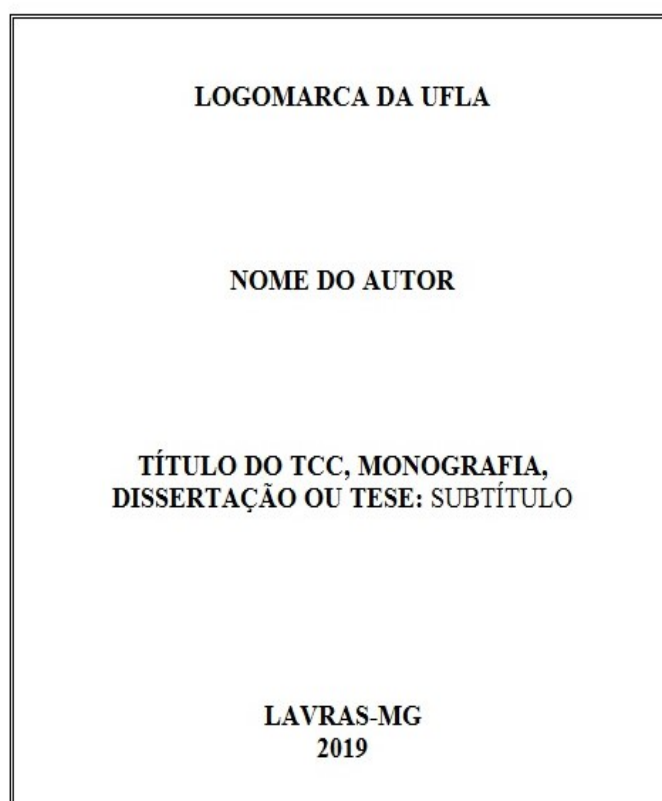 LOGOMARCA DA UFLA
NOME DO AUTOR
TÍTULO DO TCC, MONOGRAFIA,
DISSERTAÇÃO OU TESE: SUBTÍTULO
LAVRAS-MG
2019